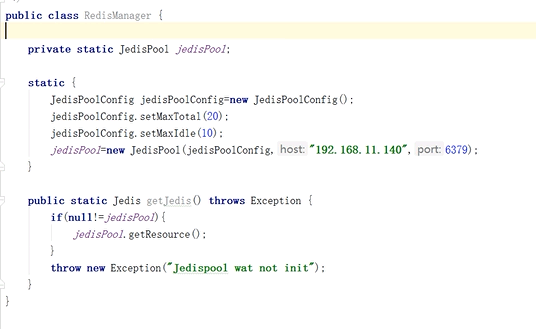 public class RedisManager {
private static JedisPool jedisPool;
static {
JedisPoolConfig jedisPoolConfig=new JedisPoolConfig();
jedisPoolConfig.setMaxTotal(20);
jedisPoolConfig.setMaxIdle(10);
jedisPool=new JedisPool(jedisPoolConfig, host: "192.168.11.140", port: 6379);
}
public static Jedis getJedis() throws Exception {
if(null!=jedisPool){
jedisPool.getResource();
}
throw new Exception("Jedispool wat not init");
}
}